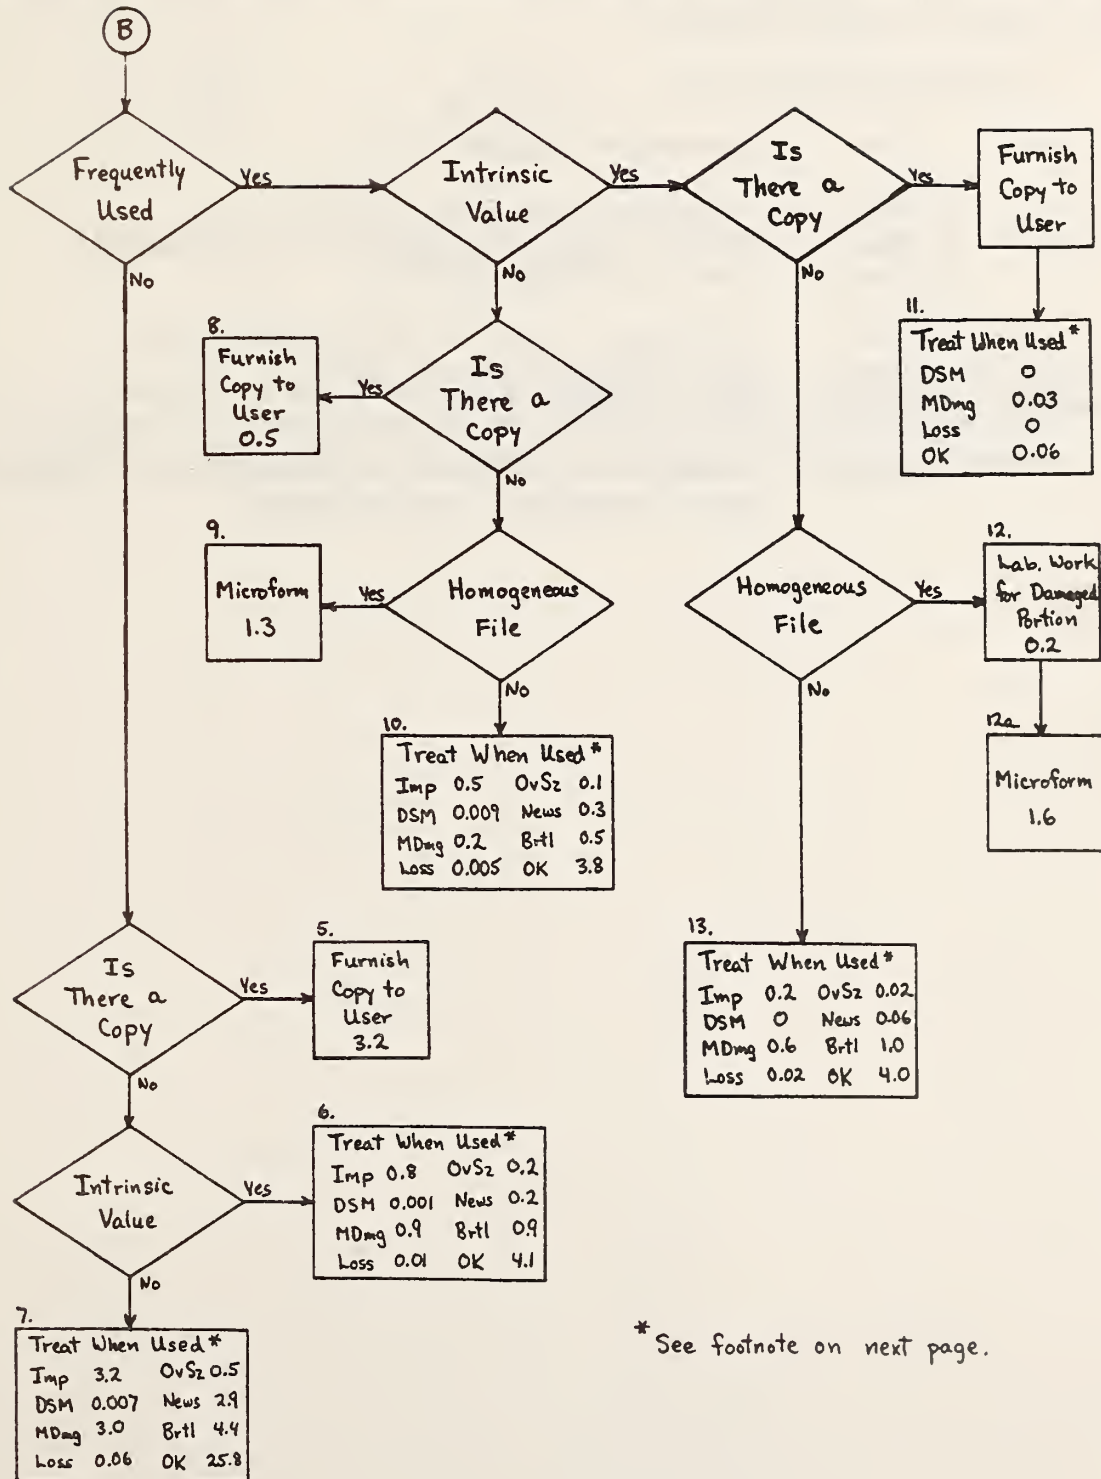 B
Frequently
Used
Yes
No
Intrinsic
Value
Yes
No
Is
There a
Copy
Yes
No
Furnish
Copy to
User
11.
Treat When Used*
DSM 0
MDmg 0.03
Loss 0
OK 0.06
8.
Furnish
Copy to
User
0.5
Yes
Is
There a
Copy
No
9.
Microform
1.3
Yes
Homogeneous
File
No
Homogeneous
File
Yes
No
12.
Lab. Work
for Damaged
Portion
0.2
12a
Microform
1.6
10.
Treat When Used*
Imp 0.5 OvSz 0.1
DSM 0.009 News 0.3
MDmg 0.2 Brtl 0.5
Loss 0.005 OK 3.8
13.
Treat When Used*
Imp 0.2 OvSz 0.02
DSM 0 News 0.06
MDmg 0.6 Brtl 1.0
Loss 0.02 OK 4.0
Is
There a
Copy
Yes
No
5.
Furnish
Copy to
User
3.2
Intrinsic
Value
Yes
No
6.
Treat When Used*
Imp 0.8 OvSz 0.2
DSM 0.001 News 0.2
MDmg 0.9 Brtl 0.9
Loss 0.01 OK 4.1
7.
Treat When Used*
Imp 3.2 OvSz 0.5
DSM 0.007 News 2.9
MDmg 3.0 Brtl 4.4
Loss 0.06 OK 25.8
* See footnote on next page.